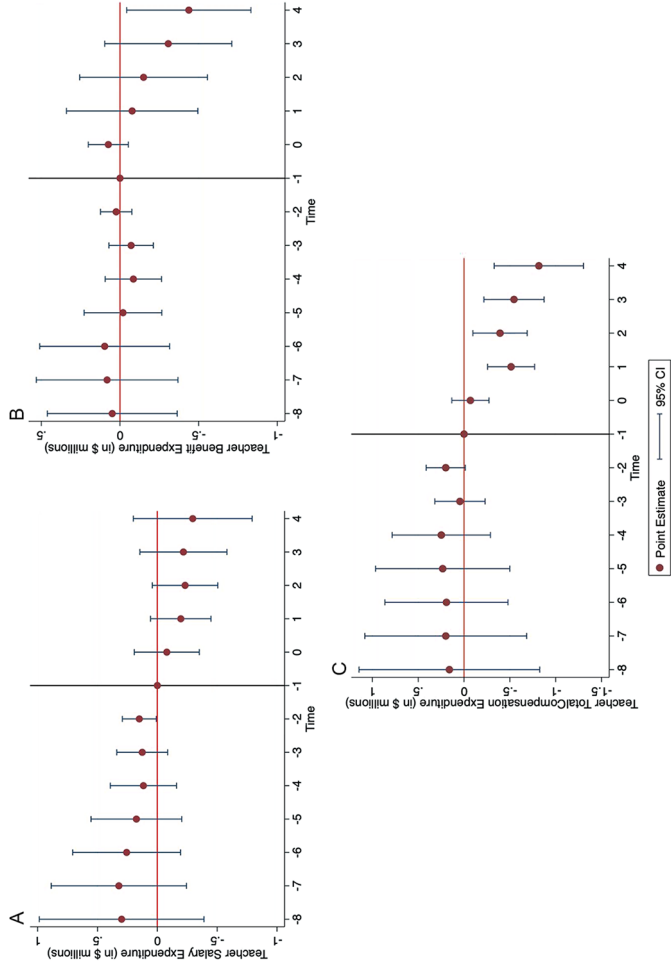 A
Teacher Salary Expenditure (in $ millions)
1
.5
0
-.5
-1
-8 -7 -6 -5 -4 -3 -2 -1 0 1 2 3 4
Time
B
Teacher Benefit Expenditure (in $ millions)
.5
0
-.5
-1
-8 -7 -6 -5 -4 -3 -2 -1 0 1 2 3 4
Time
C
Teacher TotalCompensation Expenditure (in $ millions)
1
.5
0
-.5
-1
-1.5
-8 -7 -6 -5 -4 -3 -2 -1 0 1 2 3 4
Time
Point Estimate 95% CI